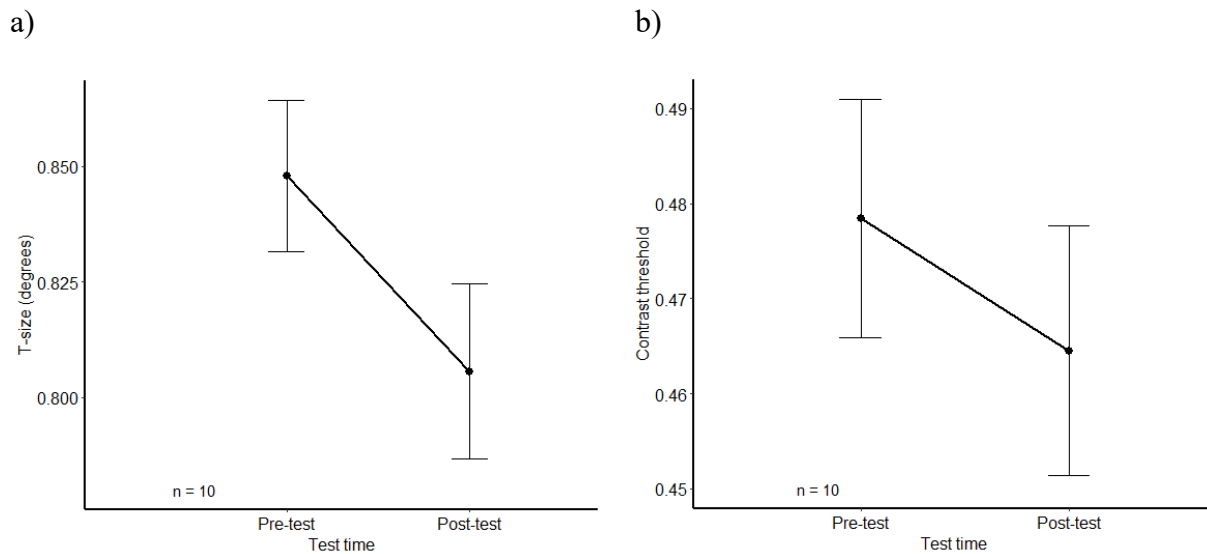 a)
0.850
0.825
0.800
T-size (degrees)
n = 10
Pre-test
Post-test
Test time
b)
0.49
0.48
0.47
0.46
0.45
Contrast threshold
n = 10
Pre-test
Post-test
Test time